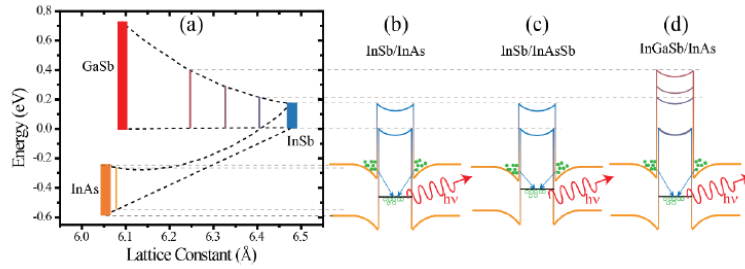 (a)
(b)
(c)
(d)
InSb/InAs
InSb/InAsSb
InGaSb/InAs
Energy (eV)
0.8
0.6
0.4
0.2
0.0
-0.2
-0.4
-0.6
GaSb
InSb
InAs
hν
hν
hν
6.0
6.1
6.2
6.3
6.4
6.5
Lattice Constant (Å)